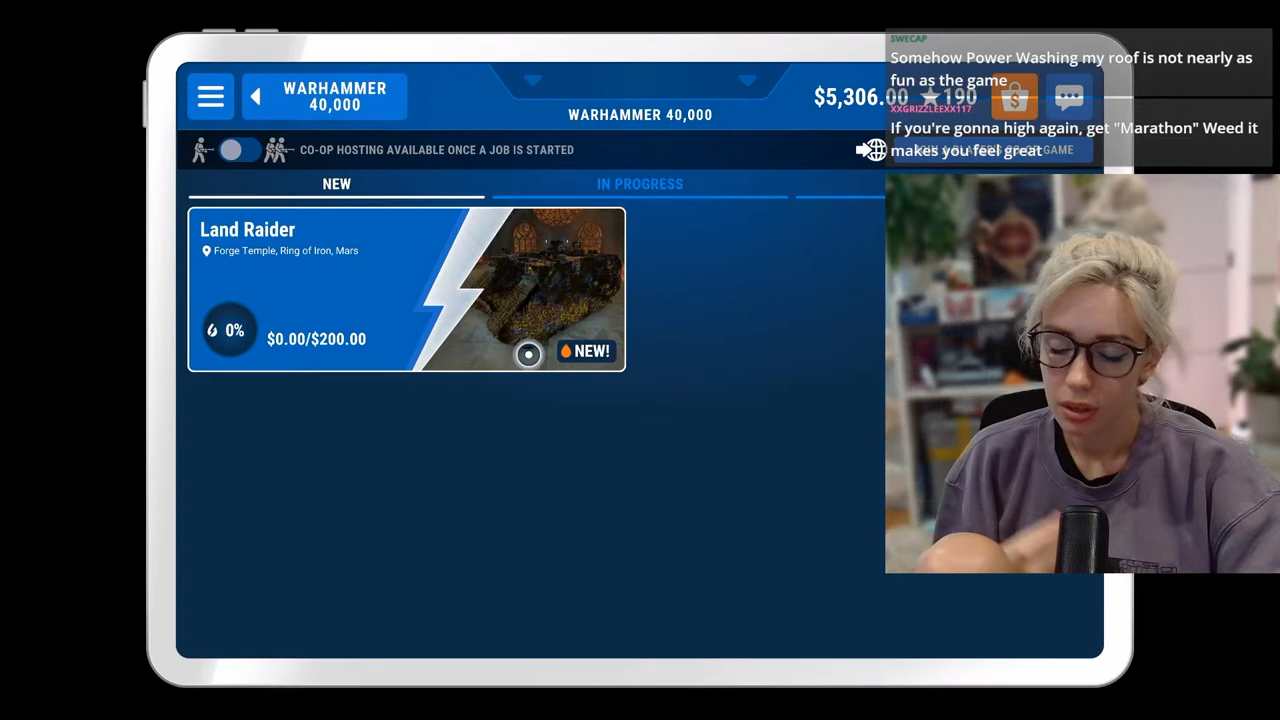 SWECAP
Somehow Power Washing my roof is not nearly as
fun as the game
XXGRIZZLEEXX117
If you're gonna high again, get "Marathon" Weed it
makes you feel great
WARHAMMER
40,000
WARHAMMER 40,000
$5,306.00 ★190
CO-OP HOSTING AVAILABLE ONCE A JOB IS STARTED
GAME
NEW
IN PROGRESS
Land Raider
Forge Temple, Ring of Iron, Mars
0%
$0.00/$200.00
NEW!